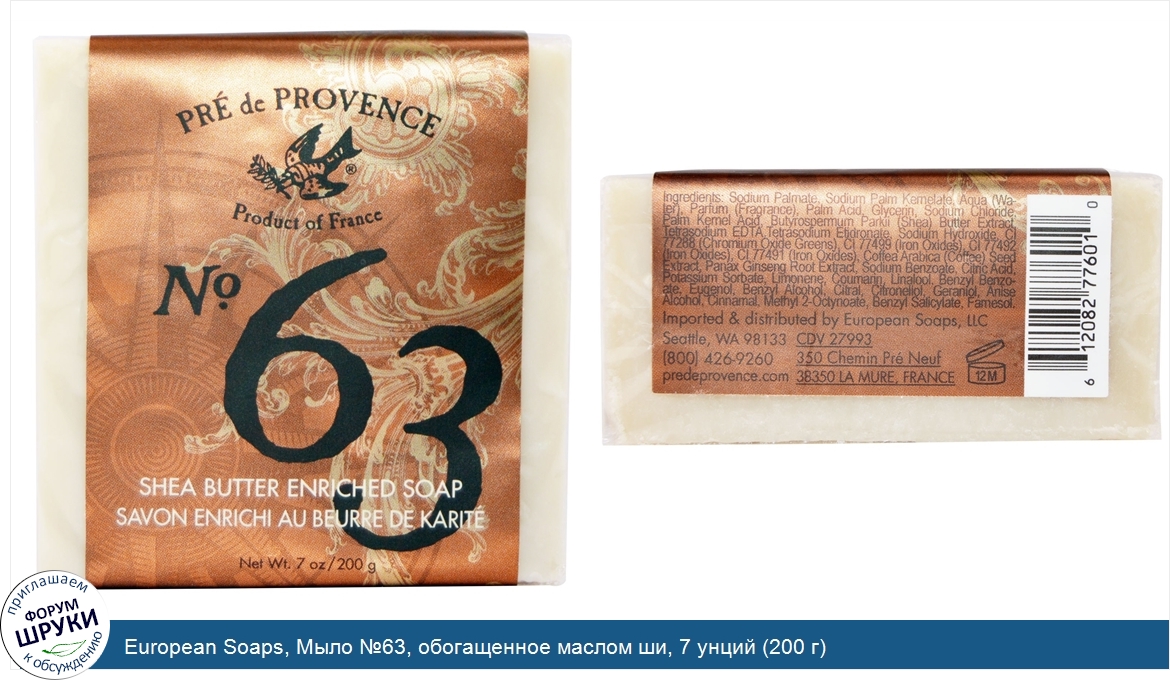 PRÉ de PROVENCE
®
Product of France
No. 63
SHEA BUTTER ENRICHED SOAP
SAVON ENRICHI AU BEURRE DE KARITÉ
Net Wt. 7 oz/200 g
Ingredients: Sodium Palmate, Sodium Palm Kernelate, Aqua (Wa-
ter), Parfum (Fragrance), Palm Acid, Glycerin, Sodium Chloride,
Palm Kernel Acid, Butyrospermum Parkii (Shea) Butter Extract,
Tetrasodium EDTA,Tetrasodium Etidronate, Sodium Hydroxide, CI
77288 (Chromium Oxide Greens), CI 77499 (Iron Oxides), CI 77492
(Iron Oxides), CI 77491 (Iron Oxides), Coffea Arabica (Coffee) Seed
Extract, Panax Ginseng Root Extract, Sodium Benzoate, Citric Acid,
Potassium Sorbate, Limonene, Coumarin, Linalool, Benzyl Benzo-
ate, Eugenol, Benzyl Alcohol, Citral, Citronellol, Geraniol, Anise
Alcohol, Cinnamal, Methyl 2-Octynoate, Benzyl Salicylate, Farnesol.
Imported & distributed by European Soaps, LLC
Seattle, WA 98133 CDV 27993
(800) 426-9260 350 Chemin Pré Neuf
predeprovence.com 38350 LA MURE, FRANCE
12M
6 12082 77601 0
приглашаем
ФОРУМ
ШРУКИ
к обсуждению
European Soaps, Мыло №63, обогащенное маслом ши, 7 унций (200 г)